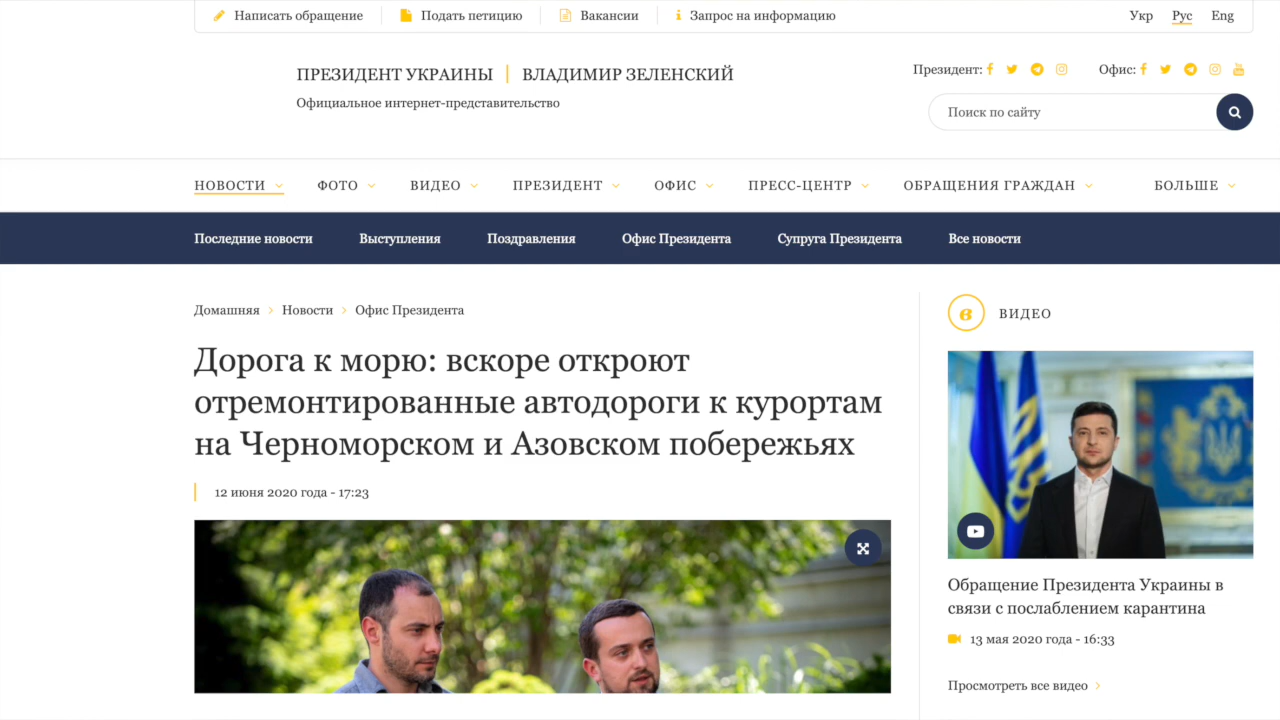 Написать обращение
Подать петицию
Вакансии
Запрос на информацию
Укр
Рус
Eng
ПРЕЗИДЕНТ УКРАИНЫ
ВЛАДИМИР ЗЕЛЕНСКИЙ
Официальное интернет-представительство
Президент:
Офис:
Поиск по сайту
НОВОСТИ
ФОТО
ВИДЕО
ПРЕЗИДЕНТ
ОФИС
ПРЕСС-ЦЕНТР
ОБРАЩЕНИЯ ГРАЖДАН
БОЛЬШЕ
Последние новости
Выступления
Поздравления
Офис Президента
Супруга Президента
Все новости
Домашняя
Новости
Офис Президента
Дорога к морю: вскоре откроют
отремонтированные автодороги к курортам
на Черноморском и Азовском побережьях
12 июня 2020 года - 17:23
ВИДЕО
Обращение Президента Украины в
связи с послаблением карантина
13 мая 2020 года - 16:33
Просмотреть все видео